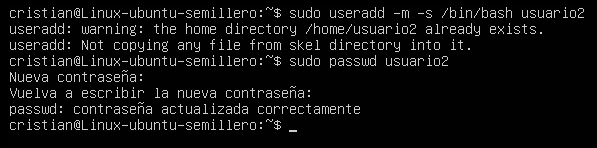 cristian@Linux-ubuntu-semillero:~$ sudo useradd -m -s /bin/bash usuario2
useradd: warning: the home directory /home/usuario2 already exists.
useradd: Not copying any file from skel directory into it.
cristian@Linux-ubuntu-semillero:~$ sudo passwd usuario2
Nueva contraseña:
Vuelva a escribir la nueva contraseña:
passwd: contraseña actualizada correctamente
cristian@Linux-ubuntu-semillero:~$ _